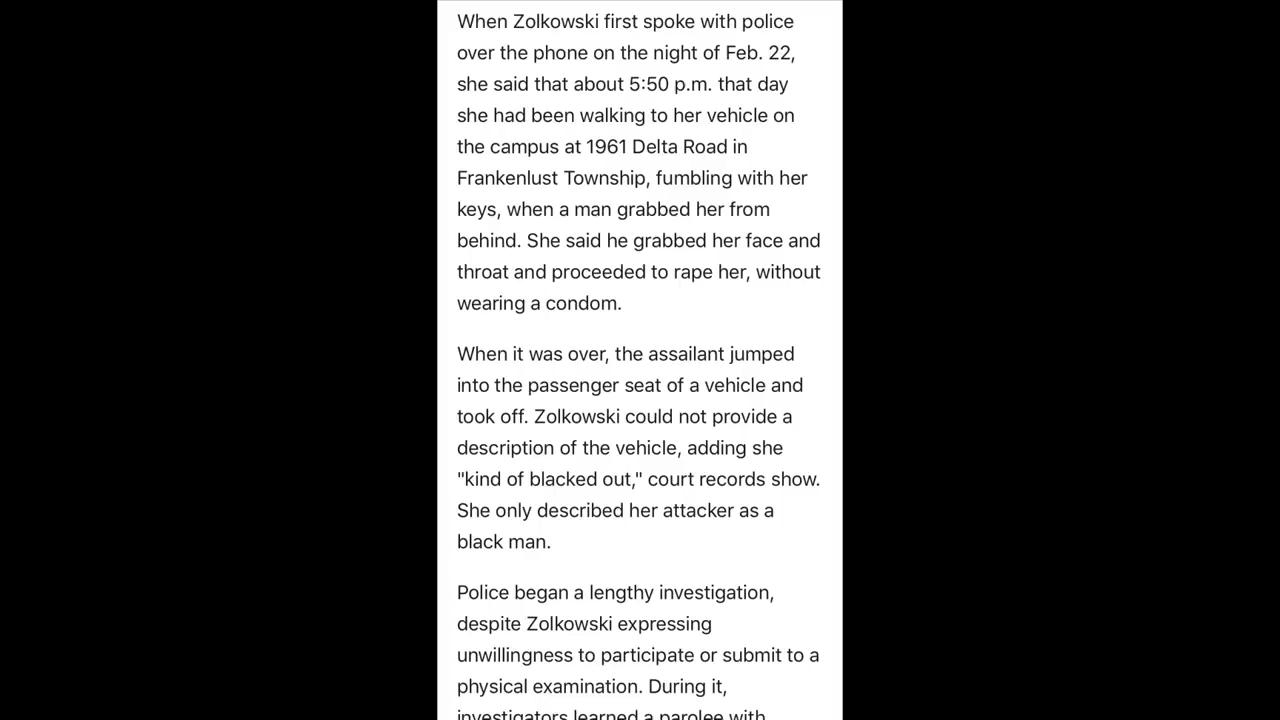 When Zolkowski first spoke with police
over the phone on the night of Feb. 22,
she said that about 5:50 p.m. that day
she had been walking to her vehicle on
the campus at 1961 Delta Road in
Frankenlust Township, fumbling with her
keys, when a man grabbed her from
behind. She said he grabbed her face and
throat and proceeded to rape her, without
wearing a condom.
When it was over, the assailant jumped
into the passenger seat of a vehicle and
took off. Zolkowski could not provide a
description of the vehicle, adding she
"kind of blacked out," court records show.
She only described her attacker as a
black man.
Police began a lengthy investigation,
despite Zolkowski expressing
unwillingness to participate or submit to a
physical examination. During it,
investigators learned a parolee with